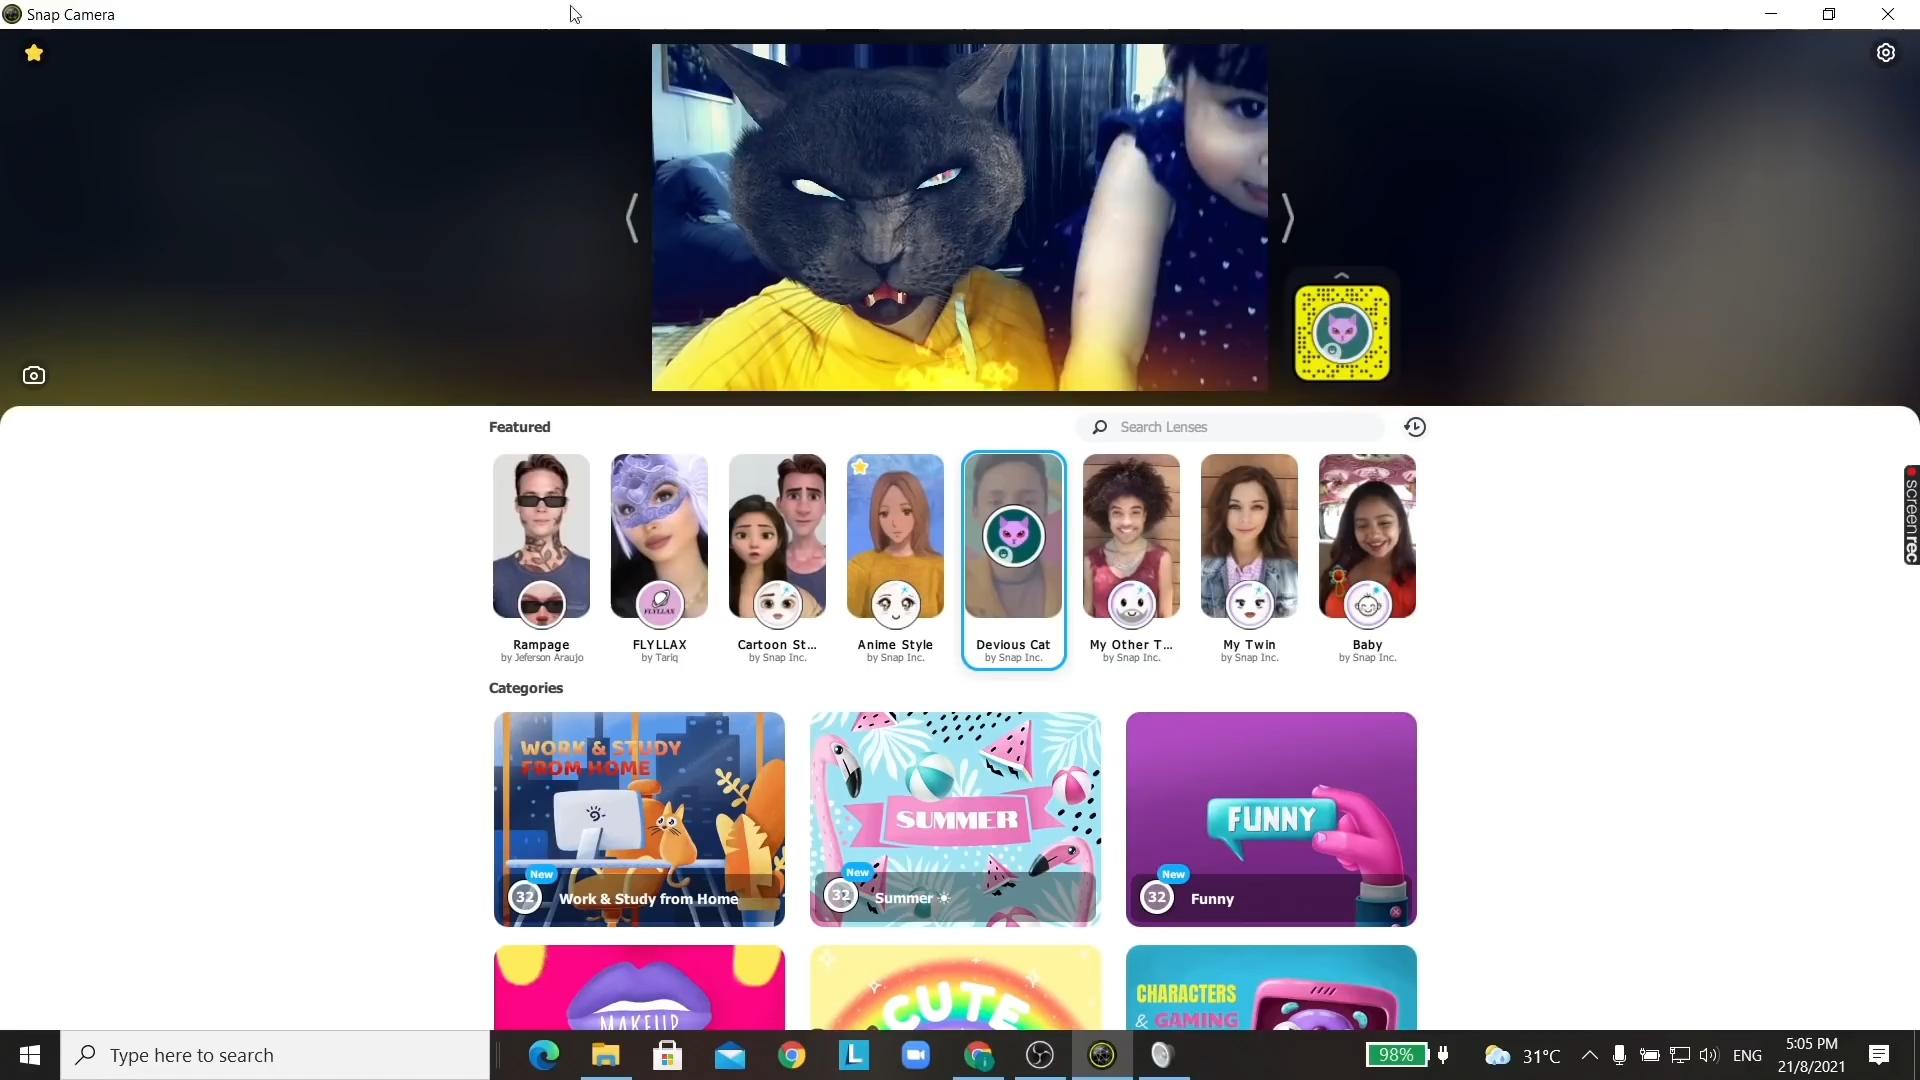 Snap Camera
Featured
Search Lenses
FLYLLAX
Rampage
by Jeferson Araujo
FLYLLAX
by Tariq
Cartoon St...
by Snap Inc.
Anime Style
by Snap Inc.
Devious Cat
by Snap Inc.
My Other T...
by Snap Inc.
My Twin
by Snap Inc.
Baby
by Snap Inc.
screenrec
Categories
WORK & STUDY
FROM HOME
New
32
Work & Study from Home
SUMMER
New
32
Summer ☀
FUNNY
New
32
Funny
MAKEUP
CUTE
CHARACTERS
& GAMING
Type here to search
L
98%
31°C
ENG
5:05 PM
21/8/2021